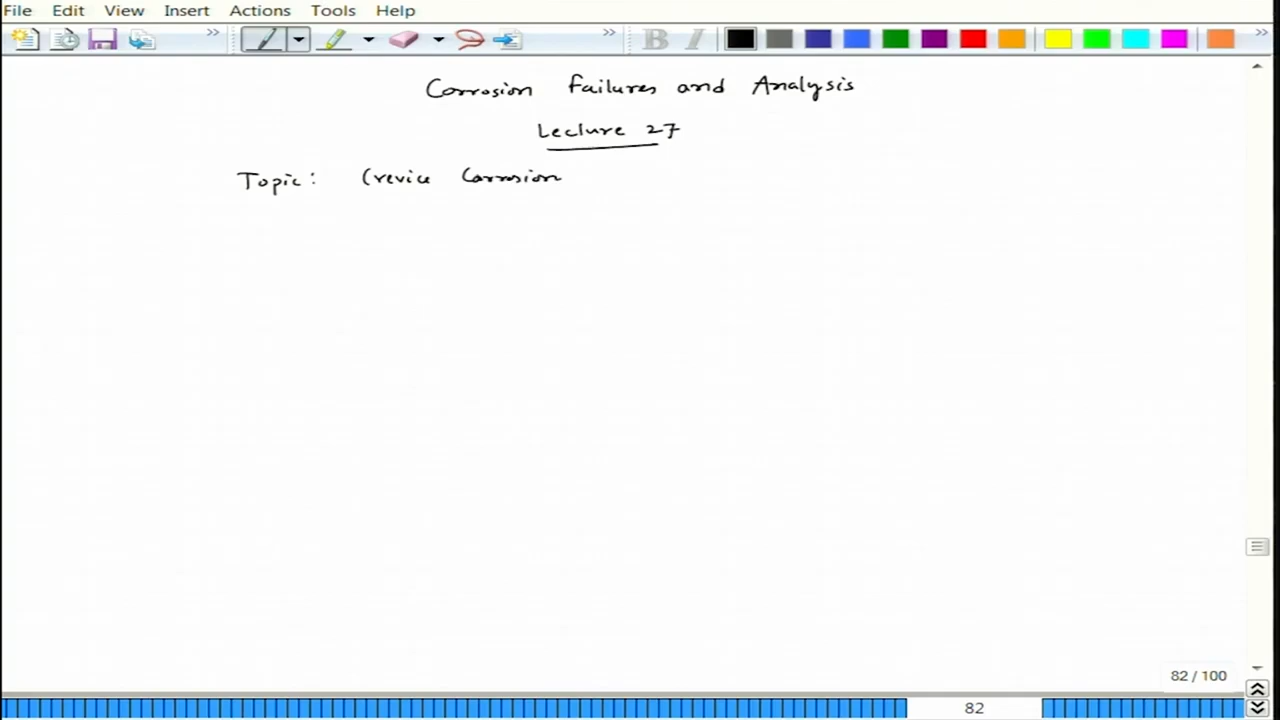 File Edit View Insert Actions Tools Help
B I
Corrosion Failures and Analysis
Lecture 27
Topic: Crevice Corrosion
82 / 100
82